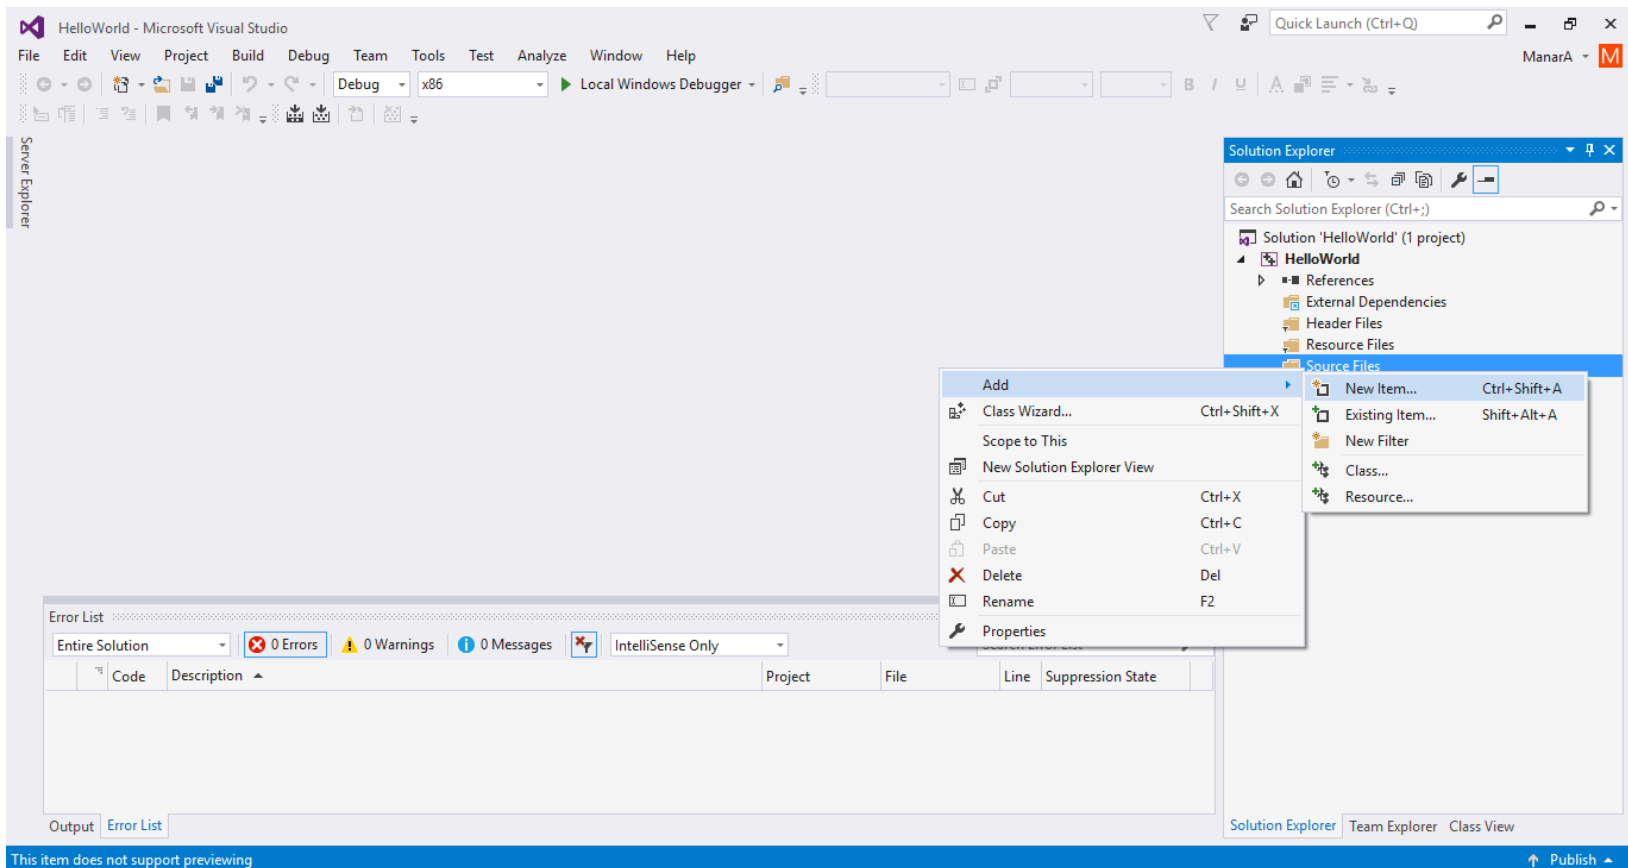 HelloWorld - Microsoft Visual Studio
Quick Launch (Ctrl+Q)
File Edit View Project Build Debug Team Tools Test Analyze Window Help
ManarA M
Debug x86 Local Windows Debugger
B I U A
Server Explorer
Solution Explorer
Search Solution Explorer (Ctrl+;)
Solution 'HelloWorld' (1 project)
HelloWorld
References
External Dependencies
Header Files
Resource Files
Source Files
Add
Class Wizard... Ctrl+Shift+X
Scope to This
New Solution Explorer View
Cut Ctrl+X
Copy Ctrl+C
Paste Ctrl+V
Delete Del
Rename F2
Properties
New Item... Ctrl+Shift+A
Existing Item... Shift+Alt+A
New Filter
Class...
Resource...
Error List
Entire Solution 0 Errors 0 Warnings 0 Messages IntelliSense Only
Search Error List
Code Description Project File Line Suppression State
Output Error List
Solution Explorer Team Explorer Class View
This item does not support previewing
Publish